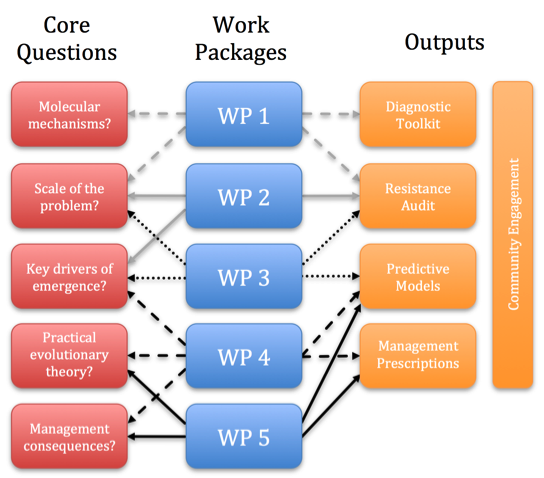 Core
Questions
Work
Packages
Outputs
Molecular
mechanisms?
WP 1
Diagnostic
Toolkit
Scale of the
problem?
WP 2
Resistance
Audit
Key drivers of
emergence?
WP 3
Predictive
Models
Practical
evolutionary
theory?
WP 4
Management
Prescriptions
Management
consequences?
WP 5
Community Engagement